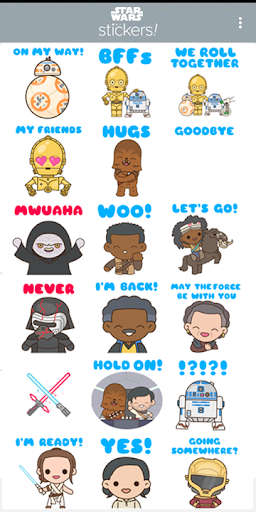 STAR
WARS
stickers!
ON MY WAY!
BFFs
WE ROLL
TOGETHER
MY FRIENDS
HUGS
GOODBYE
MWUAHA
WOO!
LET'S GO!
NEVER
I'M BACK!
MAY THE FORCE
BE WITH YOU
HOLD ON!
!?!?!
I'M READY!
YES!
GOING
SOMEWHERE?